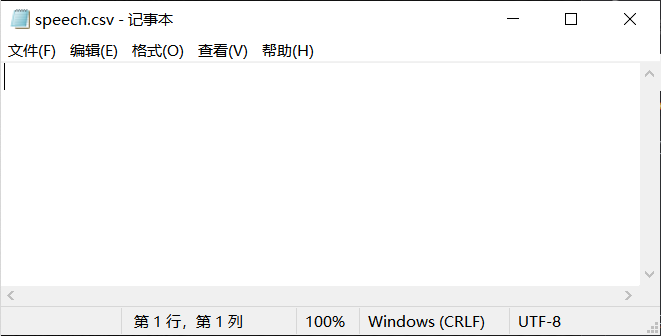 speech.csv - 记事本
文件(F) 编辑(E) 格式(O) 查看(V) 帮助(H)
第 1 行，第 1 列 100% Windows (CRLF) UTF-8